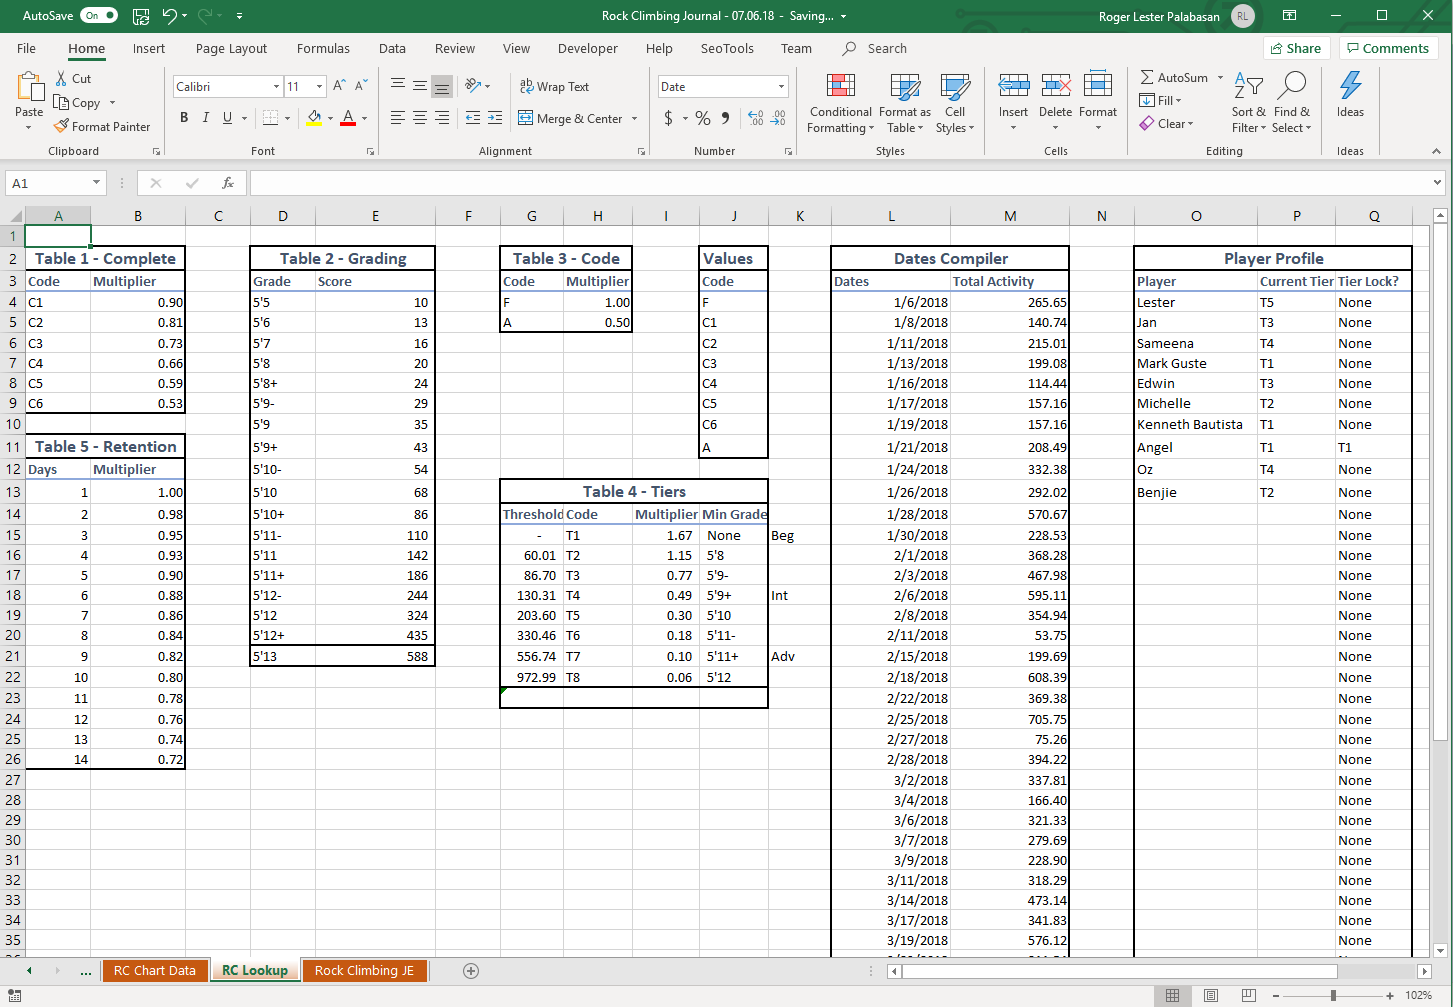 AutoSave On Rock Climbing Journal - 07.06.18 - Saving... Roger Lester Palabasan RL
File Home Insert Page Layout Formulas Data Review View Developer Help SeoTools Team Search Share Comments
Paste Cut Copy Format Painter Clipboard
Calibri 11 B I U A A A Font
Wrap Text Merge & Center Alignment
Date $ % 9 Number
Conditional Formatting Format as Table Cell Styles Styles
Insert Delete Format Cells
AutoSum Fill Clear Sort & Filter Find & Select Editing
Ideas Ideas
A1 fx
A B C D E F G H I J K L M N O P Q
1
2 Table 1 - Complete Table 2 - Grading Table 3 - Code Values Dates Compiler Player Profile
3 Code Multiplier Grade Score Code Multiplier Code Dates Total Activity Player Current Tier Tier Lock?
4 C1 0.90 5'5 10 F 1.00 F 1/6/2018 265.65 Lester T5 None
5 C2 0.81 5'6 13 A 0.50 C1 1/8/2018 140.74 Jan T3 None
6 C3 0.73 5'7 16 C2 1/11/2018 215.01 Sameena T4 None
7 C4 0.66 5'8 20 C3 1/13/2018 199.08 Mark Guste T1 None
8 C5 0.59 5'8+ 24 C4 1/16/2018 114.44 Edwin T3 None
9 C6 0.53 5'9- 29 C5 1/17/2018 157.16 Michelle T2 None
10 5'9 35 C6 1/19/2018 157.16 Kenneth Bautista T1 None
11 Table 5 - Retention 5'9+ 43 A 1/21/2018 208.49 Angel T1 T1
12 Days Multiplier 5'10- 54 1/24/2018 332.38 Oz T4 None
13 1 1.00 5'10 68 Table 4 - Tiers 1/26/2018 292.02 Benjie T2 None
14 2 0.98 5'10+ 86 Threshold Code Multiplier Min Grade 1/28/2018 570.67 None
15 3 0.95 5'11- 110 - T1 1.67 None Beg 1/30/2018 228.53 None
16 4 0.93 5'11 142 60.01 T2 1.15 5'8 2/1/2018 368.28 None
17 5 0.90 5'11+ 186 86.70 T3 0.77 5'9- 2/3/2018 467.98 None
18 6 0.88 5'12- 244 130.31 T4 0.49 5'9+ Int 2/6/2018 595.11 None
19 7 0.86 5'12 324 203.60 T5 0.30 5'10 2/8/2018 354.94 None
20 8 0.84 5'12+ 435 330.46 T6 0.18 5'11- 2/11/2018 53.75 None
21 9 0.82 5'13 588 556.74 T7 0.10 5'11+ Adv 2/15/2018 199.69 None
22 10 0.80 972.99 T8 0.06 5'12 2/18/2018 608.39 None
23 11 0.78 2/22/2018 369.38 None
24 12 0.76 2/25/2018 705.75 None
25 13 0.74 2/27/2018 75.26 None
26 14 0.72 2/28/2018 394.22 None
27 3/2/2018 337.81 None
28 3/4/2018 166.40 None
29 3/6/2018 321.33 None
30 3/7/2018 279.69 None
31 3/9/2018 228.90 None
32 3/11/2018 318.29 None
33 3/14/2018 473.14 None
34 3/17/2018 341.83 None
35 3/19/2018 576.12 None
... RC Chart Data RC Lookup Rock Climbing JE
102%